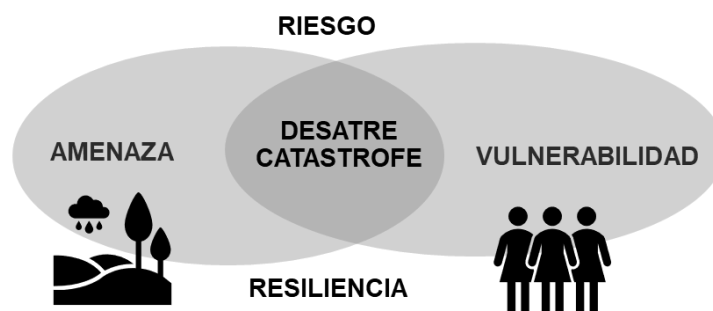 RIESGO
AMENAZA
DESATRE
CATASTROFE
VULNERABILIDAD
RESILIENCIA